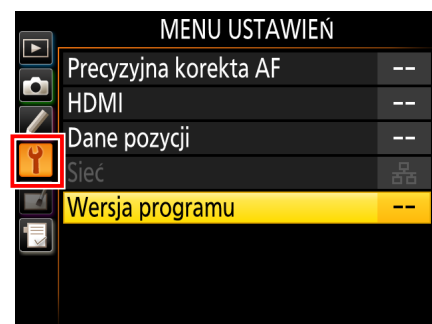 MENU USTAWIEŃ
Precyzyjna korekta AF --
HDMI --
Dane pozycji --
Sieć
Wersja programu --